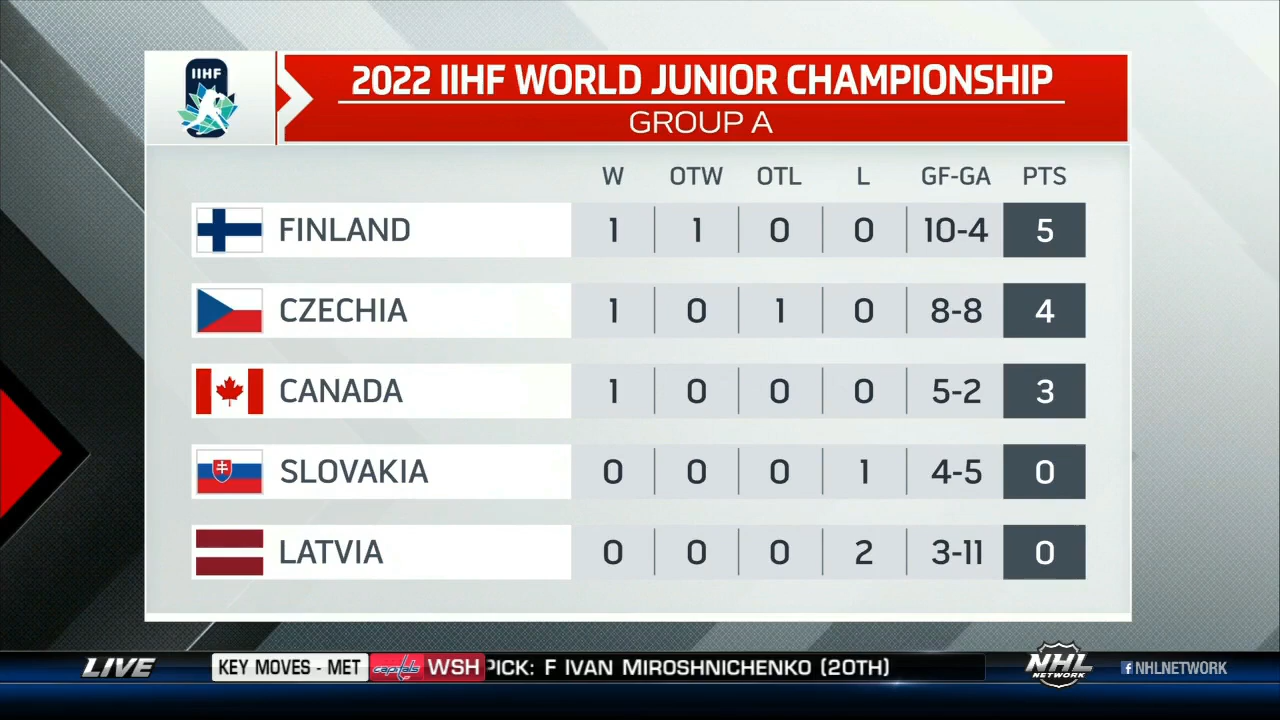 IIHF
2022 IIHF WORLD JUNIOR CHAMPIONSHIP
GROUP A
W OTW OTL L GF-GA PTS
FINLAND 1 1 0 0 10-4 5
CZECHIA 1 0 1 0 8-8 4
CANADA 1 0 0 0 5-2 3
SLOVAKIA 0 0 0 1 4-5 0
LATVIA 0 0 0 2 3-11 0
LIVE KEY MOVES - MET capitals WSH PICK: F IVAN MIROSHNICHENKO (20TH) NHL NETWORK f NHLNETWORK